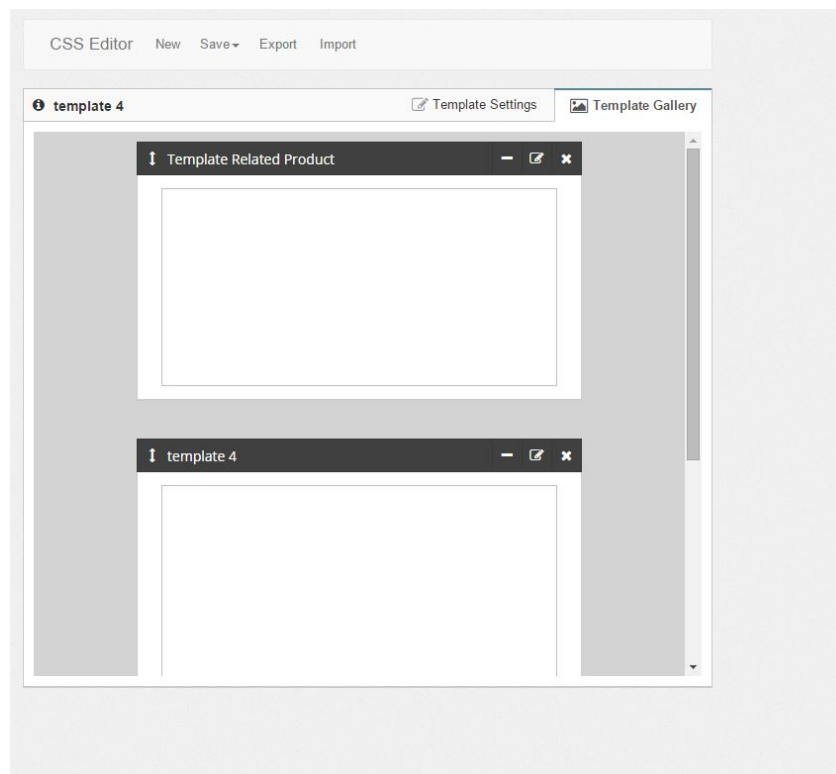 CSS Editor New Save Export Import
template 4 Template Settings Template Gallery
Template Related Product
template 4